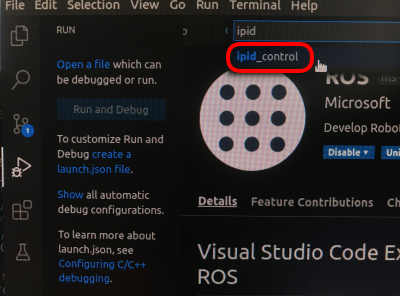 File Edit Selection View Go Run Terminal Help
RUN
ipid
ipid_control
Open a file which can
be debugged or run.
Run and Debug
To customize Run and
Debug create a
launch.json file.
Show all automatic
debug configurations.
To learn more about
launch.json, see
Configuring C/C++
debugging.
1
ROS
Microsoft
Develop Robo
Disable
Uni
Details Feature Contributions Ch
Visual Studio Code Ex
ROS